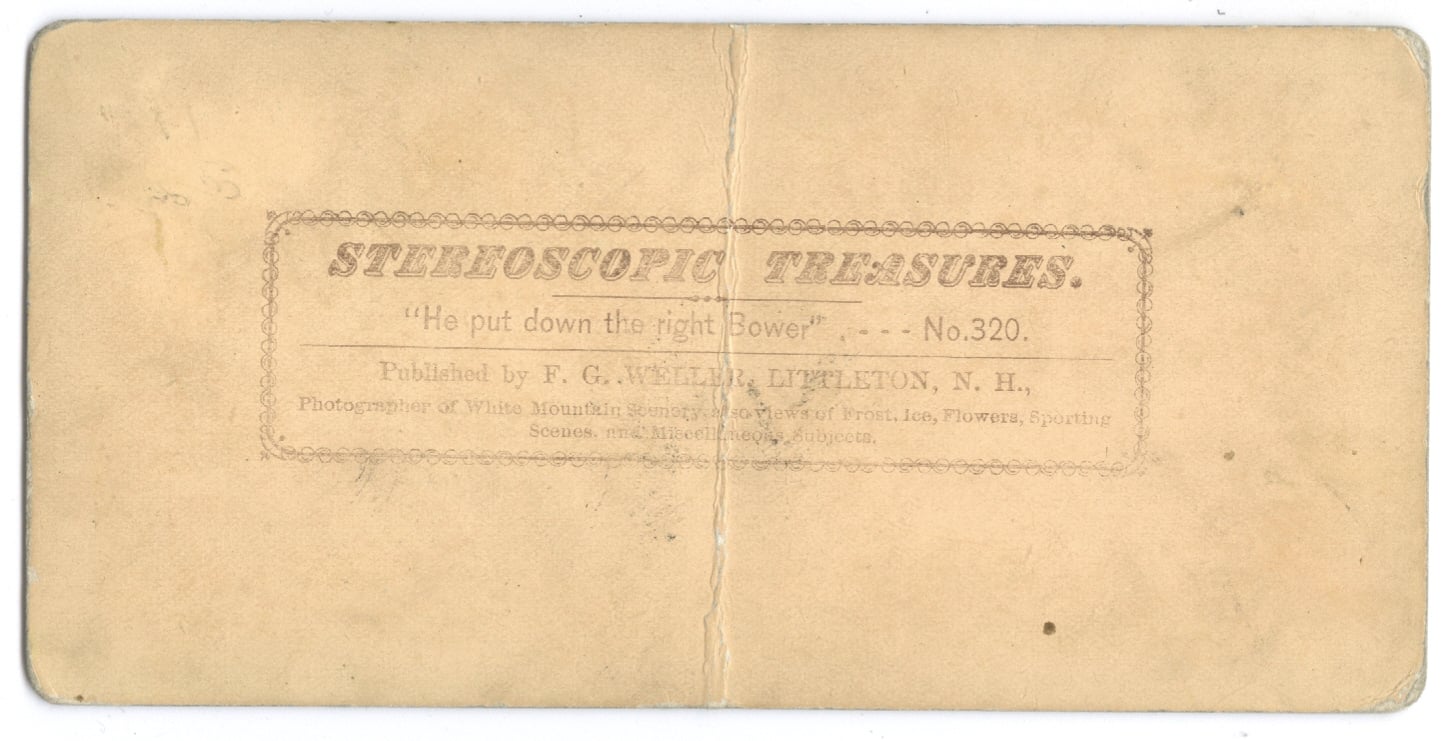 STEREOSCOPIC TREASURES.
"He put down the right Bower" . - - - No.320.
Published by F. G. WELLER, LITTLETON, N. H.,
Photographer of White Mountain Scenery, also views of Frost, Ice, Flowers, Sporting
Scenes, and Miscellaneous Subjects.